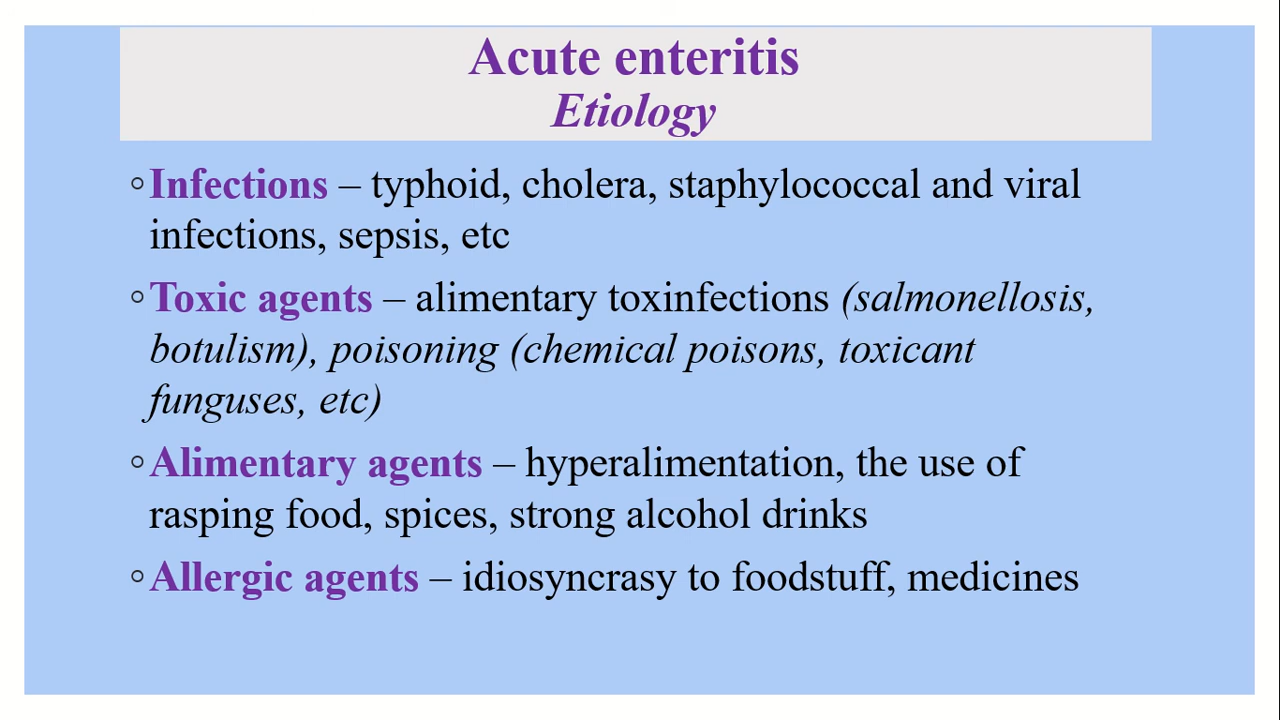 Acute enteritis
Etiology
◦Infections – typhoid, cholera, staphylococcal and viral
infections, sepsis, etc
◦Toxic agents – alimentary toxinfections (salmonellosis,
botulism), poisoning (chemical poisons, toxicant
funguses, etc)
◦Alimentary agents – hyperalimentation, the use of
rasping food, spices, strong alcohol drinks
◦Allergic agents – idiosyncrasy to foodstuff, medicines